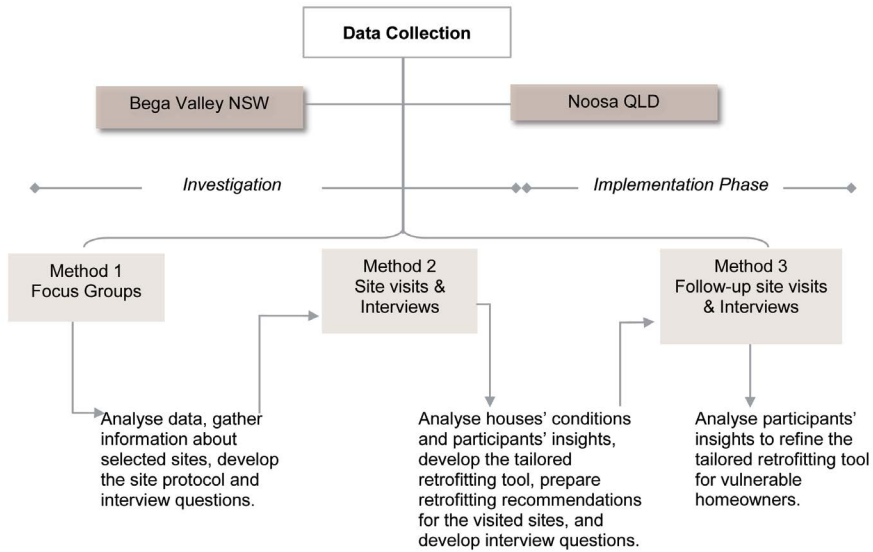 Data Collection
Bega Valley NSW
Noosa QLD
Investigation
Implementation Phase
Method 1
Focus Groups
Method 2
Site visits &
Interviews
Method 3
Follow-up site visits
& Interviews
Analyse data, gather
information about
selected sites, develop
the site protocol and
interview questions.
Analyse houses’ conditions
and participants’ insights,
develop the tailored
retrofitting tool, prepare
retrofitting recommendations
for the visited sites, and
develop interview questions.
Analyse participants’
insights to refine the
tailored retrofitting tool
for vulnerable
homeowners.